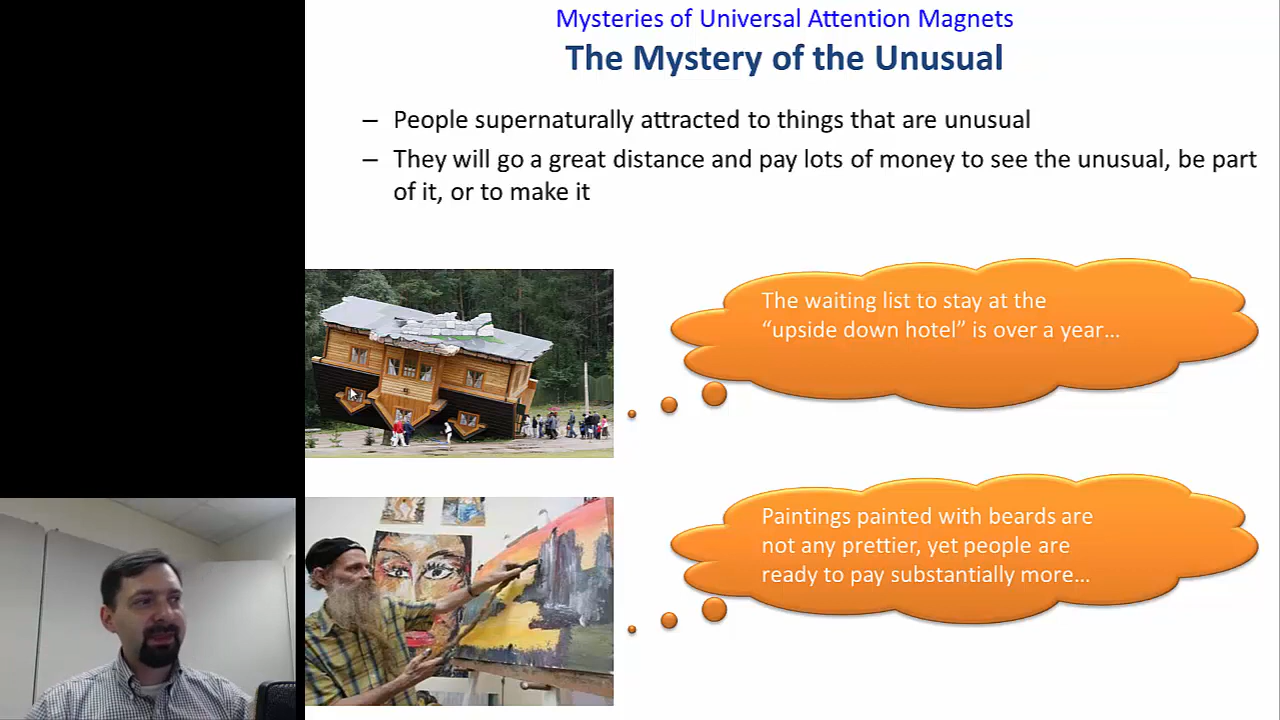 Mysteries of Universal Attention Magnets
The Mystery of the Unusual
– People supernaturally attracted to things that are unusual
– They will go a great distance and pay lots of money to see the unusual, be part
of it, or to make it
The waiting list to stay at the
“upside down hotel” is over a year...
Paintings painted with beards are
not any prettier, yet people are
ready to pay substantially more...